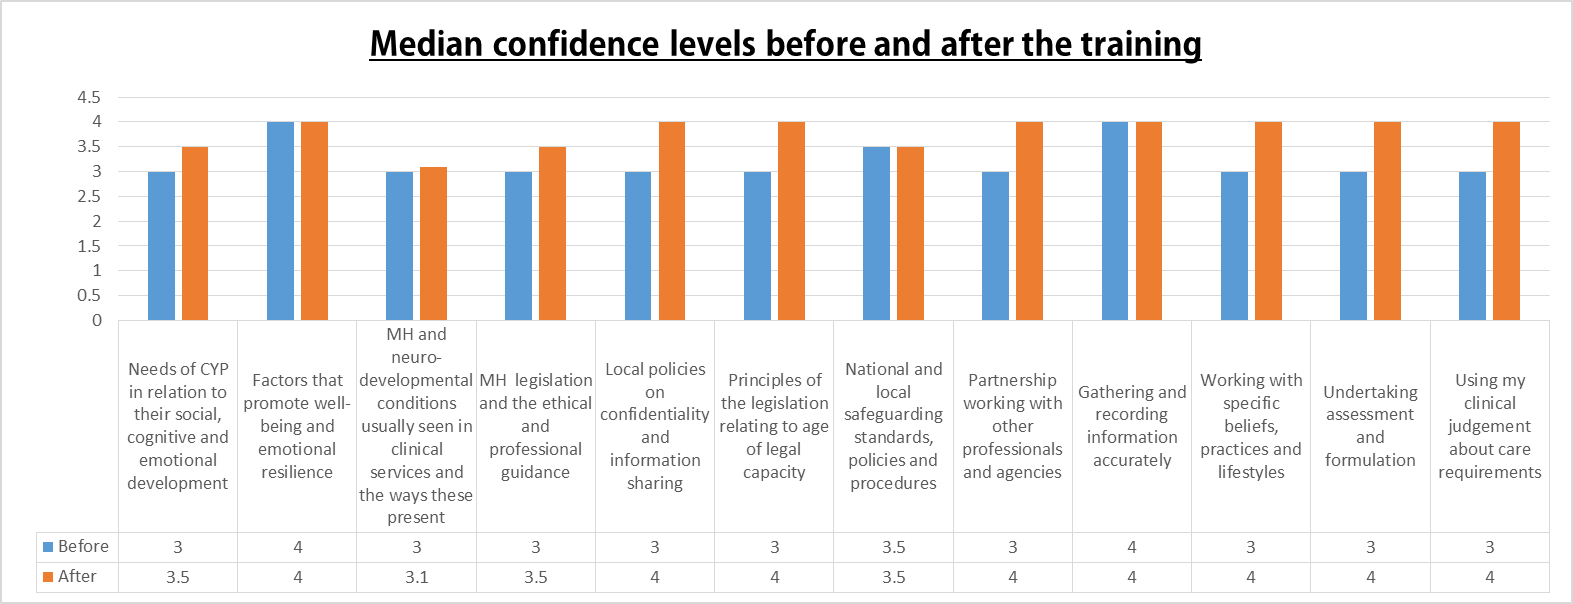 Median confidence levels before and after the training
4.5
4
3.5
3
2.5
2
1.5
1
0.5
0
Needs of CYP
in relation to
their social,
cognitive and
emotional
development
Factors that
promote well-
being and
emotional
resilience
MH and
neuro-
developmental
conditions
usually seen in
clinical
services and
the ways these
present
MH  legislation
and the ethical
and
professional
guidance
Local policies
on
confidentiality
and
information
sharing
Principles of
the legislation
relating to age
of legal
capacity
National and
local
safeguarding
standards,
policies and
procedures
Partnership
working with
other
professionals
and agencies
Gathering and
recording
information
accurately
Working with
specific
beliefs,
practices and
lifestyles
Undertaking
assessment
and
formulation
Using my
clinical
judgement
about care
requirements
Before 3 4 3 3 3 3 3.5 3 4 3 3 3
After 3.5 4 3.1 3.5 4 4 3.5 4 4 4 4 4